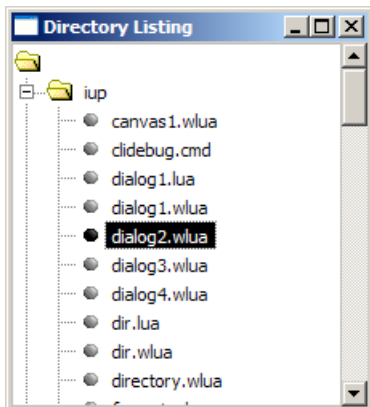 Directory Listing
iup
canvas1.wlua
clidebug.cmd
dialog1.lua
dialog1.wlua
dialog2.wlua
dialog3.wlua
dialog4.wlua
dir.lua
dir.wlua
directory.wlua